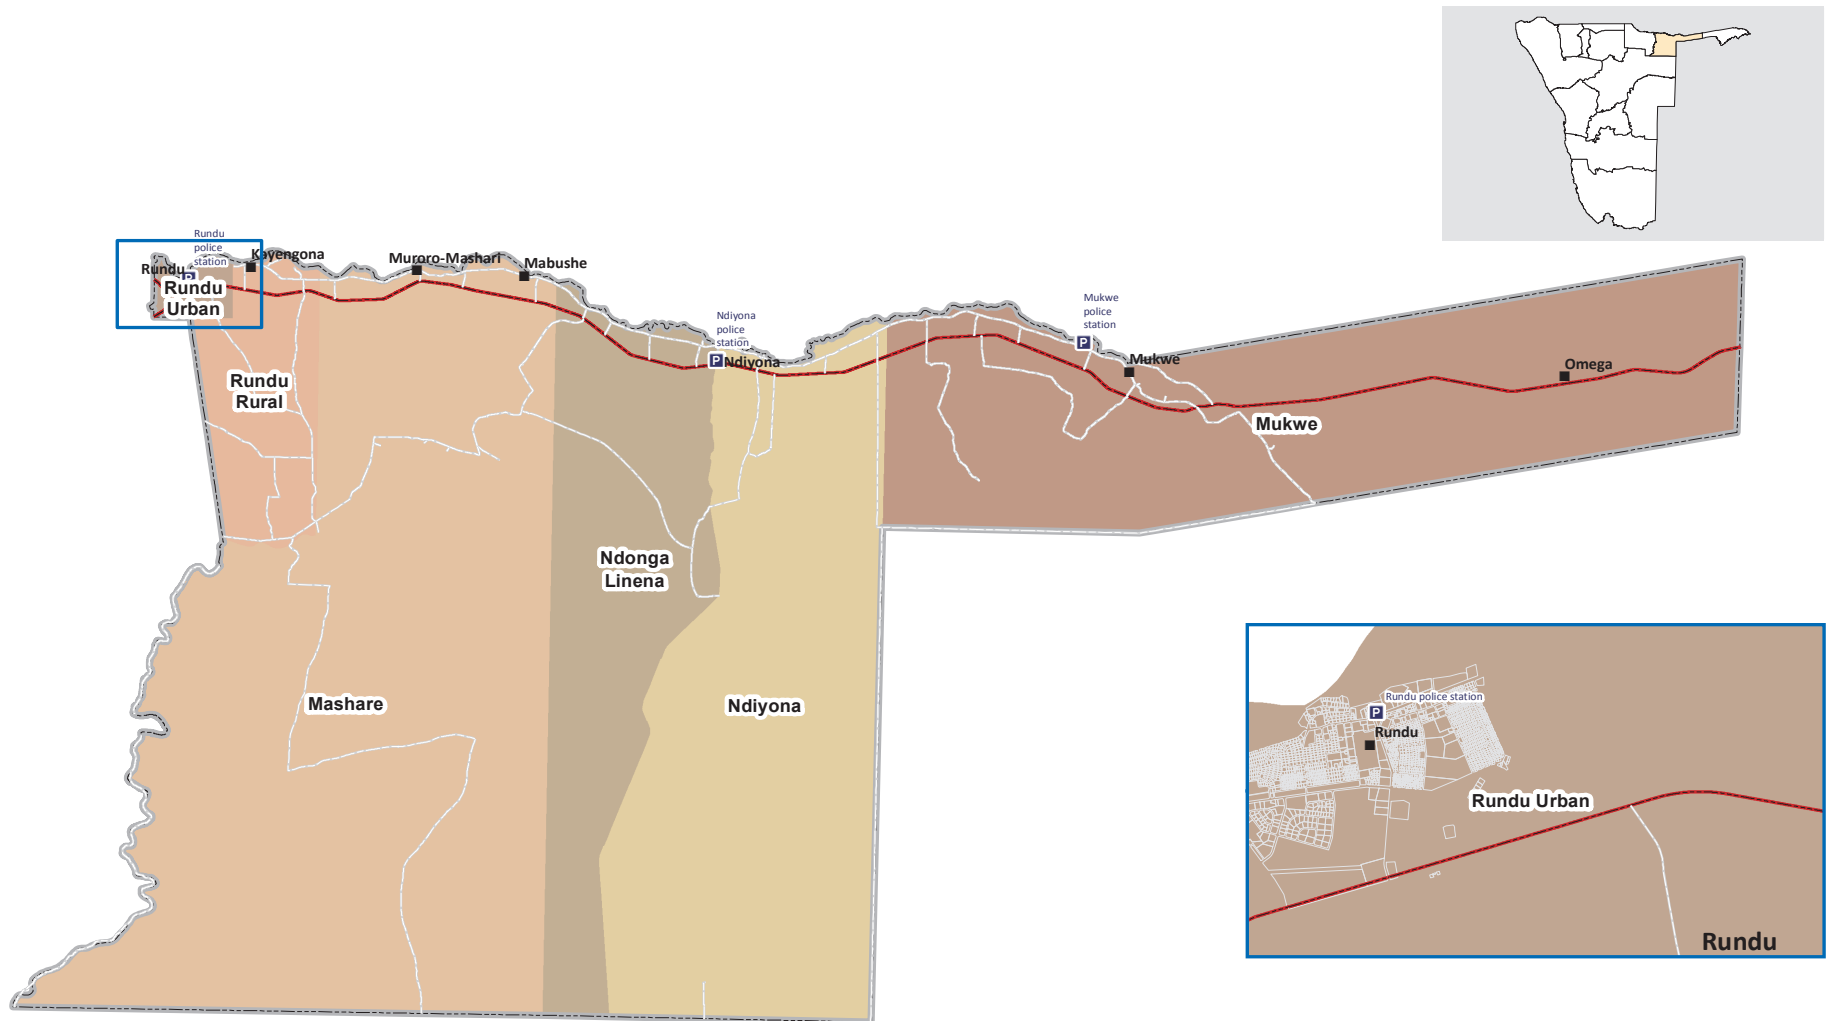 Rundu
police
station
Kayengona
Rundu
P
Rundu
Urban
Muroro-Mashari
Mabushe
Ndiyona
police
station
P
Ndiyona
Mukwe
police
station
P
Mukwe
Omega
Mukwe
Rundu
Rural
Ndonga
Linena
Mashare
Ndiyona
Rundu police station
P
Rundu
Rundu Urban
Rundu